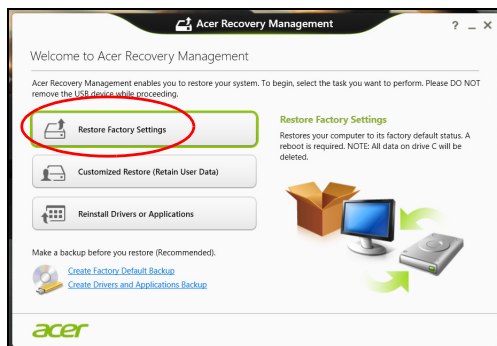 Acer Recovery Management
? _ ×
Welcome to Acer Recovery Management
Acer Recovery Management enables you to restore your system. To begin, select the task you want to perform. Please DO NOT
remove the USB device while proceeding.
Restore Factory Settings
Customized Restore (Retain User Data)
Reinstall Drivers or Applications
Restore Factory Settings
Restores your computer to its factory default status. A
reboot is required. NOTE: All data on drive C will be
deleted.
Make a backup before you restore (Recommended).
Create Factory Default Backup
Create Drivers and Applications Backup
acer